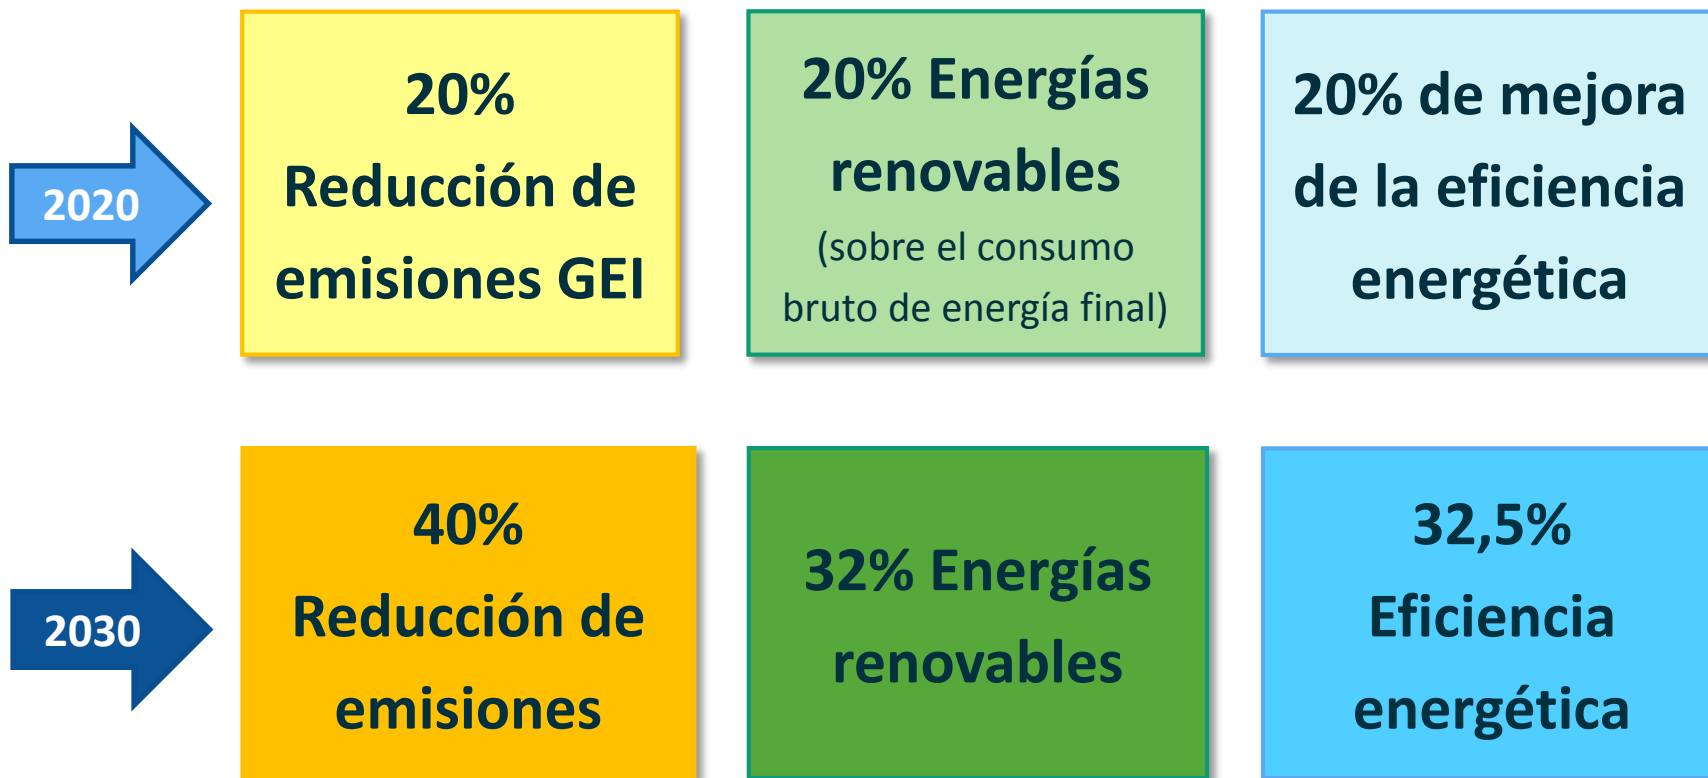 2020
20%
Reducción de
emisiones GEI
20% Energías
renovables
(sobre el consumo
bruto de energía final)
20% de mejora
de la eficiencia
energética
2030
40%
Reducción de
emisiones
32% Energías
renovables
32,5%
Eficiencia
energética